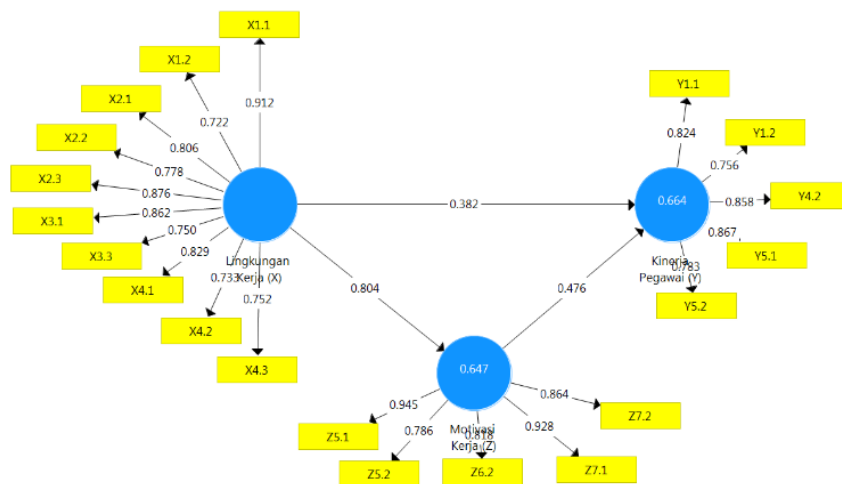 X1.1
X1.2
X2.1
X2.2
X2.3
X3.1
X3.3
X4.1
X4.2
X4.3
0.912
0.722
0.806
0.778
0.876
0.862
0.750
0.829
0.733
0.752
Lingkungan
Kerja (X)
0.382
0.804
0.476
0.664
Kinerja
Pegawai (Y)
Y1.1
Y1.2
Y4.2
Y5.1
Y5.2
0.824
0.756
0.858
0.867
0.783
0.647
Motivasi
Kerja (Z)
0.945
0.786
0.818
0.928
0.864
Z5.1
Z5.2
Z6.2
Z7.1
Z7.2